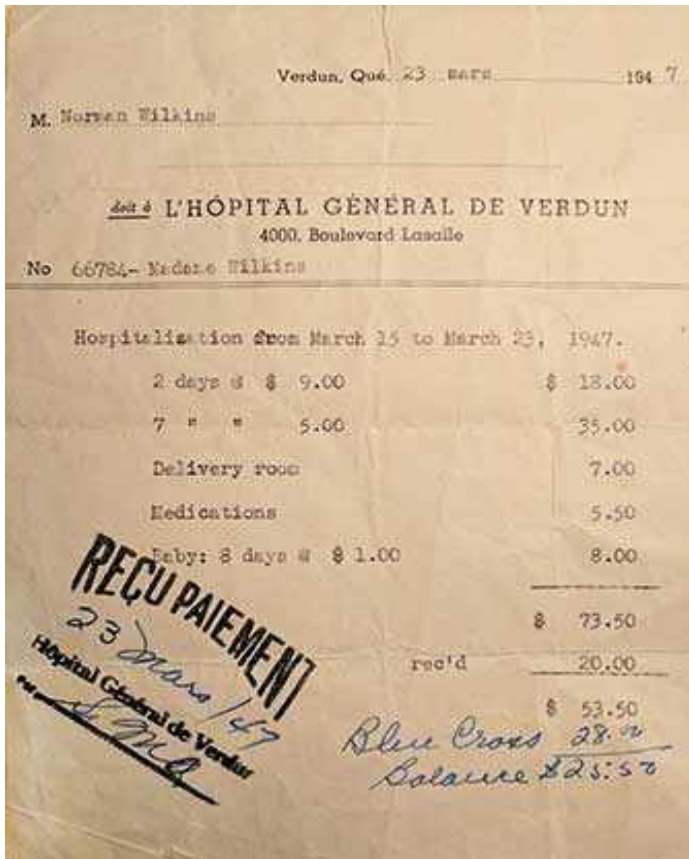 Verdun, Qué. 23 mars 1947
M. Norman Wilkins
doit à L'HÔPITAL GÉNÉRAL DE VERDUN
4000, Boulevard Lasalle
No 66784- Madame Wilkins
Hospitalization from March 15 to March 23, 1947.
2 days @ $ 9.00 $ 18.00
7 " " 5.00 35.00
Delivery room 7.00
Medications 5.50
Baby: 8 days @ $ 1.00 8.00
$ 73.50
rec'd 20.00
$ 53.50
Blue Cross 28.00
Balance $25.50
REÇU PAIEMENT
23 mars/47
Hôpital Général de Verdun
Par